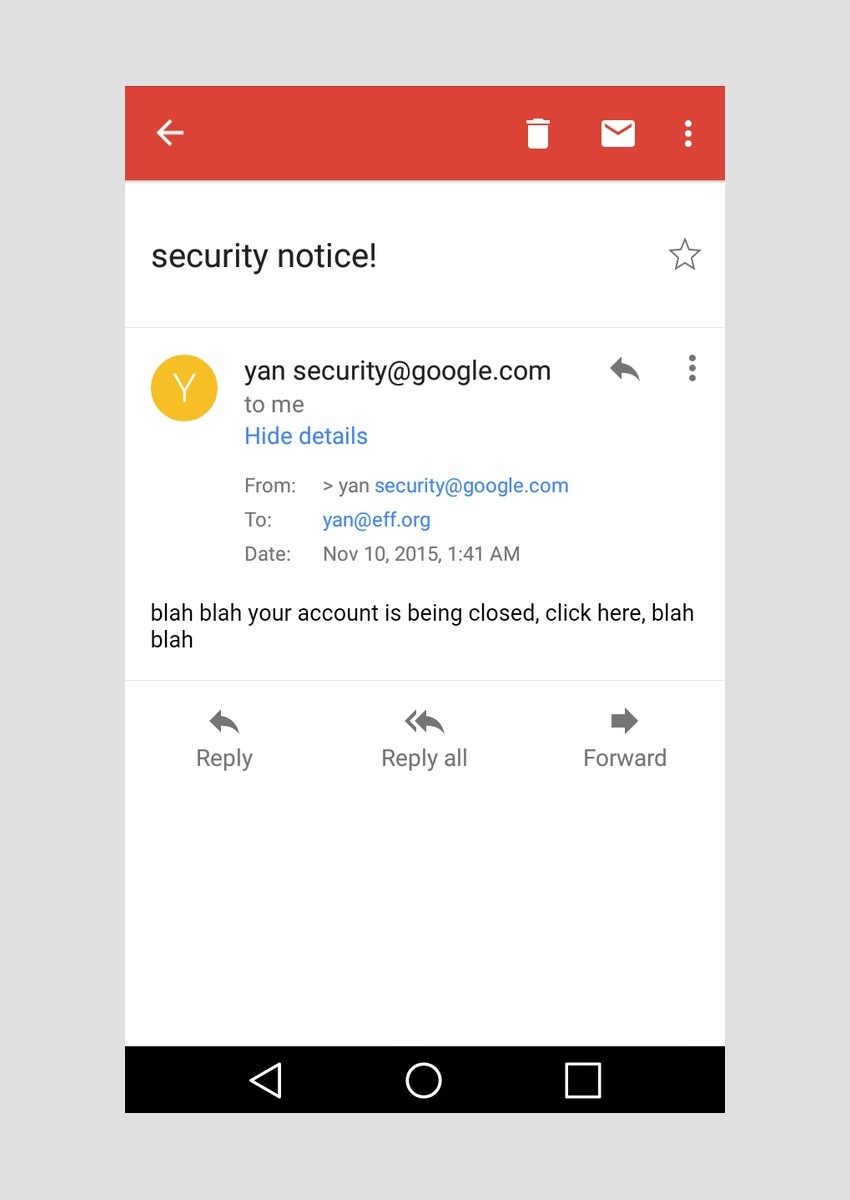 security notice!
Y
yan security@google.com
to me
Hide details
From: > yan security@google.com
To: yan@eff.org
Date: Nov 10, 2015, 1:41 AM
blah blah your account is being closed, click here, blah
blah
Reply Reply all Forward